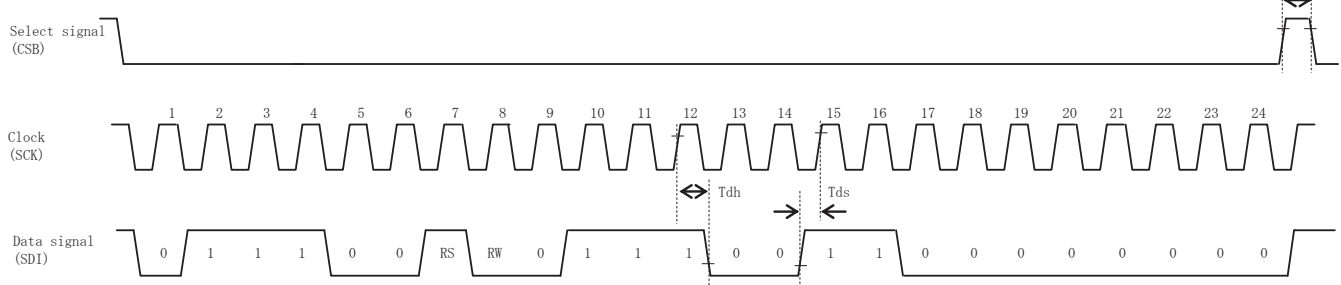 Select signal
(CSB)
1 2 3 4 5 6 7 8 9 10 11 12 13 14 15 16 17 18 19 20 21 22 23 24
Clock
(SCK)
Tdh Tds
Data signal
(SDI)
0 1 1 1 0 0 RS RW 0 1 1 1 0 0 1 1 0 0 0 0 0 0 0 0